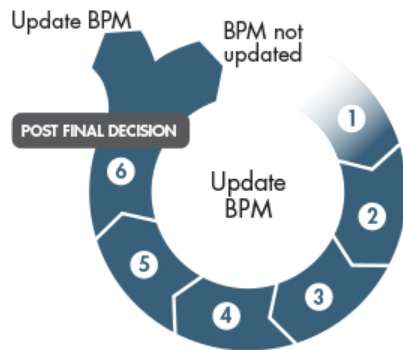 Update BPM
BPM not
updated
POST FINAL DECISION
1
2
3
4
5
6
Update
BPM